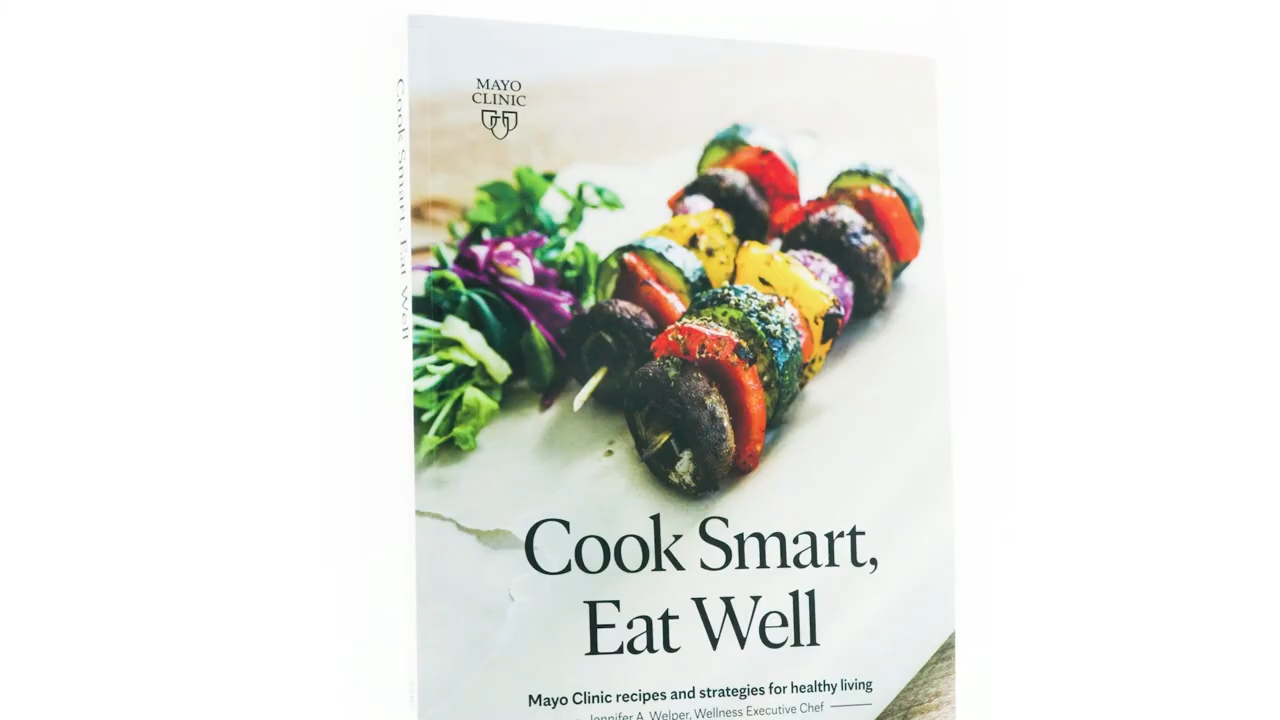 MAYO
CLINIC
Cook Smart, Eat Well
Cook Smart,
Eat Well
Mayo Clinic recipes and strategies for healthy living
Jennifer A. Welper, Wellness Executive Chef